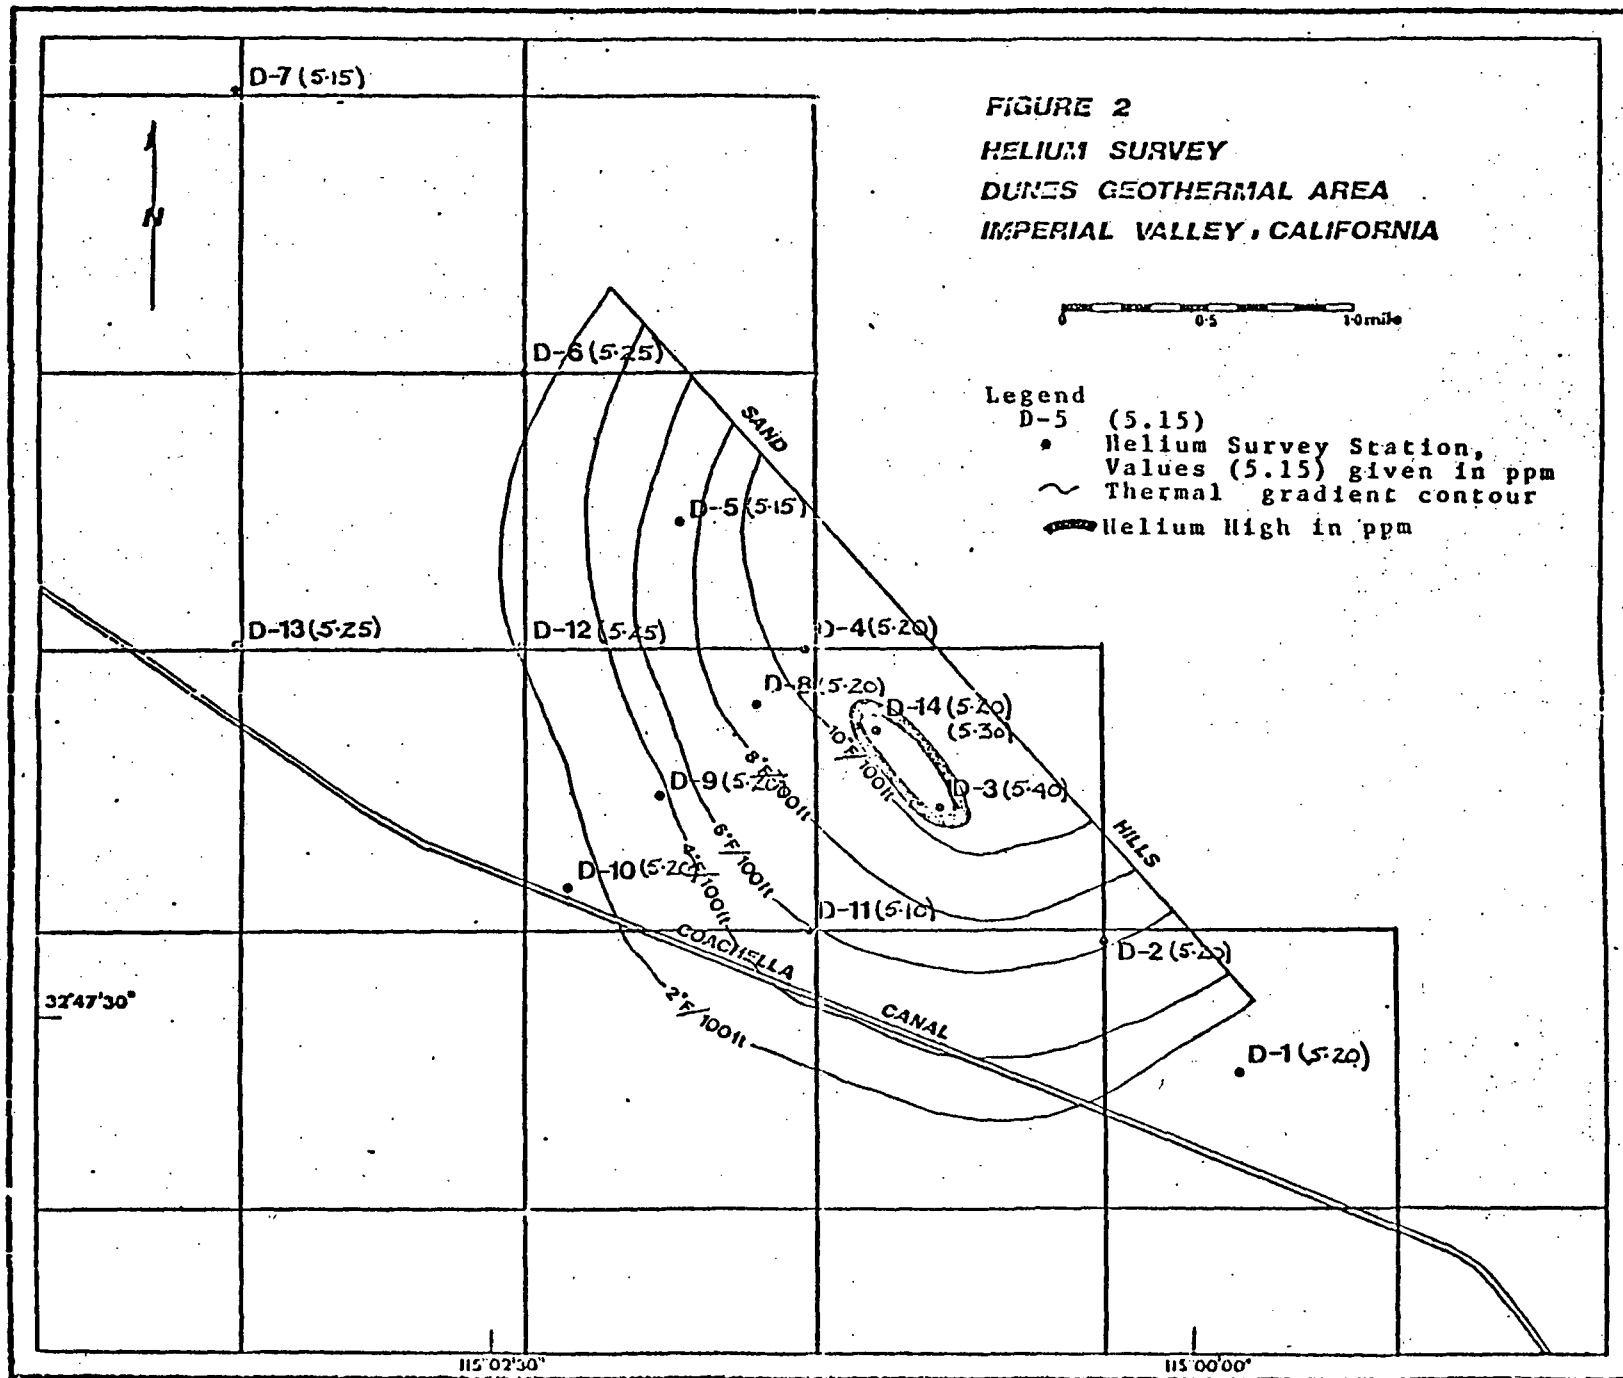 D-7 (5.15)
FIGURE 2
HELIUM SURVEY
DUNES GEOTHERMAL AREA
IMPERIAL VALLEY, CALIFORNIA
N
0 0.5 1.0 mile
D-6 (5.25)
SAND
Legend
D-5 (5.15)
Helium Survey Station,
Values (5.15) given in ppm
Thermal gradient contour
Helium High in ppm
D-5 (5.15)
D-13 (5.25)
D-12 (5.25)
D-4 (5.20)
D-8 (5.20)
D-14 (5.20)
(5.30)
10°F/100ft
8°F/100ft
D-9 (5.20)
D-3 (5.40)
6°F/100ft
4°F/100ft
HILLS
D-10 (5.20)
D-11 (5.10)
COACHELLA
D-2 (5.20)
32°47'30"
2°F/100ft
CANAL
D-1 (5.20)
115°02'30"
115°00'00"